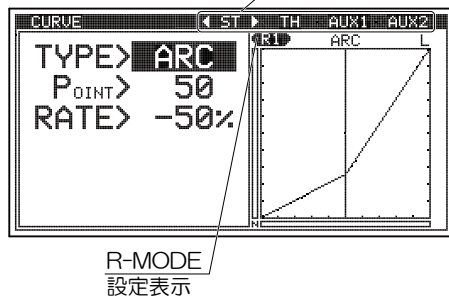 CURVE ◀ ST ▶ TH AUX1 AUX2
TYPE> ARC
POINT> 50
RATE> -50%
R1 ARC L
N
R-MODE
設定表示